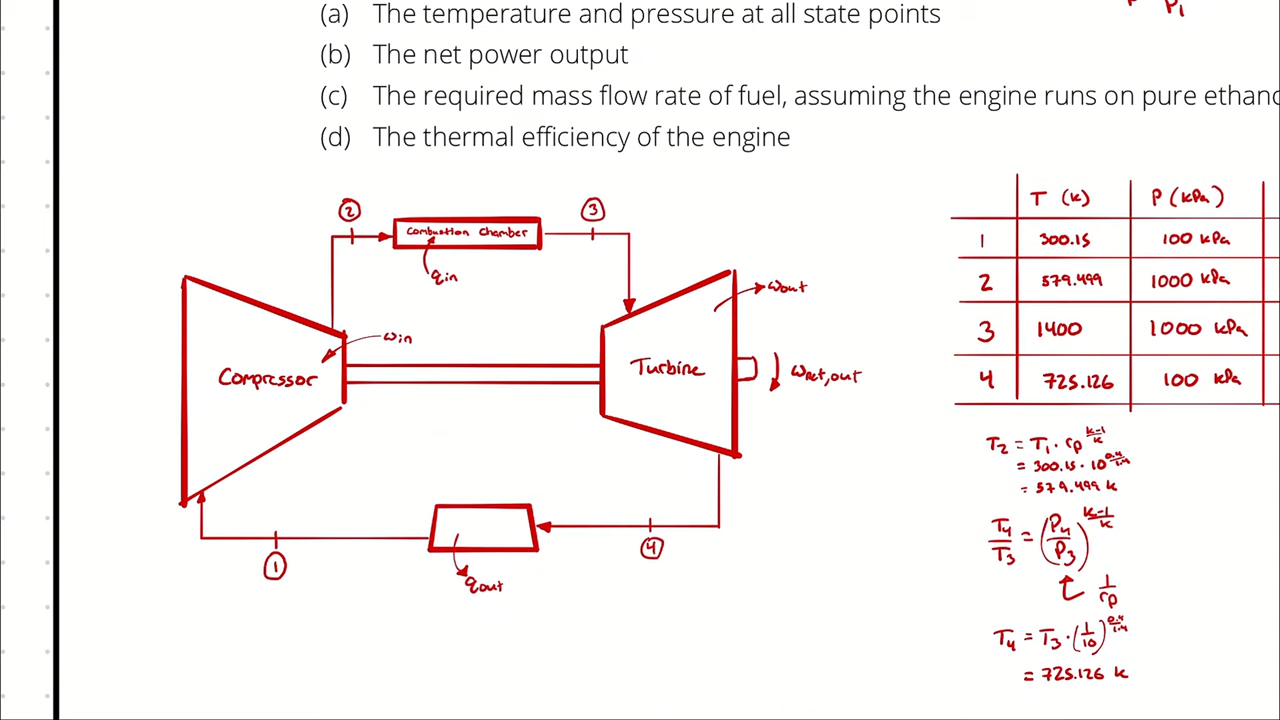 P P₁
(a) The temperature and pressure at all state points
(b) The net power output
(c) The required mass flow rate of fuel, assuming the engine runs on pure ethano
(d) The thermal efficiency of the engine
② ③
Combustion Chamber
qin
wout
win
Compressor
Turbine
wnet,out
① ④
qout
T (K) P (kPa)
1 300.15 100 kPa
2 579.499 1000 kPa
3 1400 1000 kPa
4 725.126 100 kPa
T₂ = T₁ · rp^(k-1/k)
= 300.15 · 10^(0.4/1.4)
= 579.499 K
T₄/T₃ = (P₄/P₃)^(k-1/k)
1/rp
T₄ = T₃ · (1/10)^(0.4/1.4)
= 725.126 K